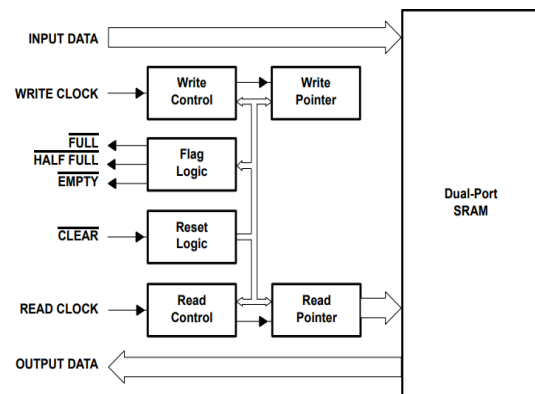 INPUT DATA
WRITE CLOCK
Write
Control
Write
Pointer
FULL
HALF FULL
EMPTY
Flag
Logic
Dual-Port
SRAM
CLEAR
Reset
Logic
READ CLOCK
Read
Control
Read
Pointer
OUTPUT DATA